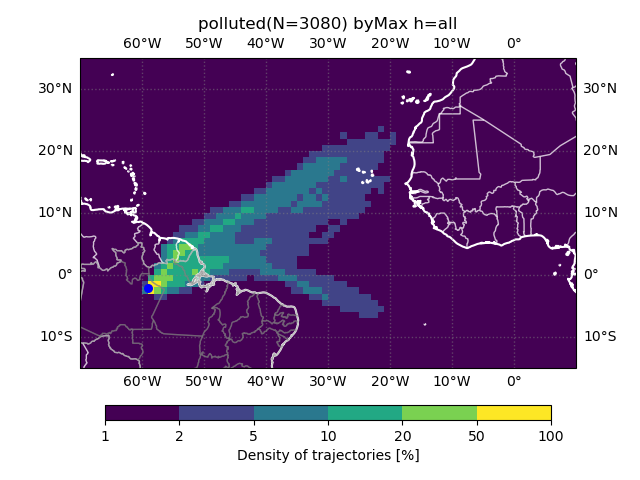 polluted(N=3080) byMax h=all
60°W 50°W 40°W 30°W 20°W 10°W 0°
30°N 30°N
20°N 20°N
10°N 10°N
0° 0°
10°S 10°S
60°W 50°W 40°W 30°W 20°W 10°W 0°
1 2 5 10 20 50 100
Density of trajectories [%]